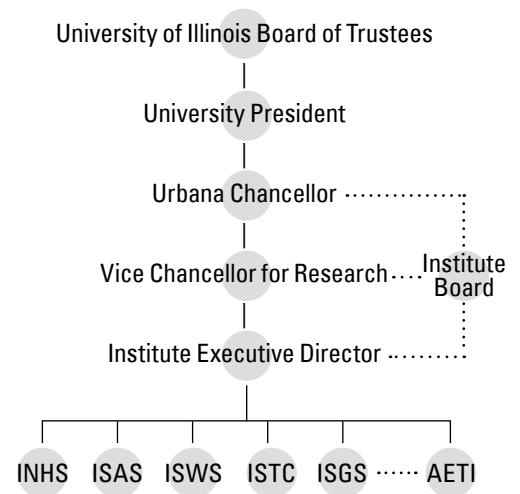 University of Illinois Board of Trustees
University President
Urbana Chancellor
Vice Chancellor for Research
Institute
Board
Institute Executive Director
INHS ISAS ISWS ISTC ISGS AETI